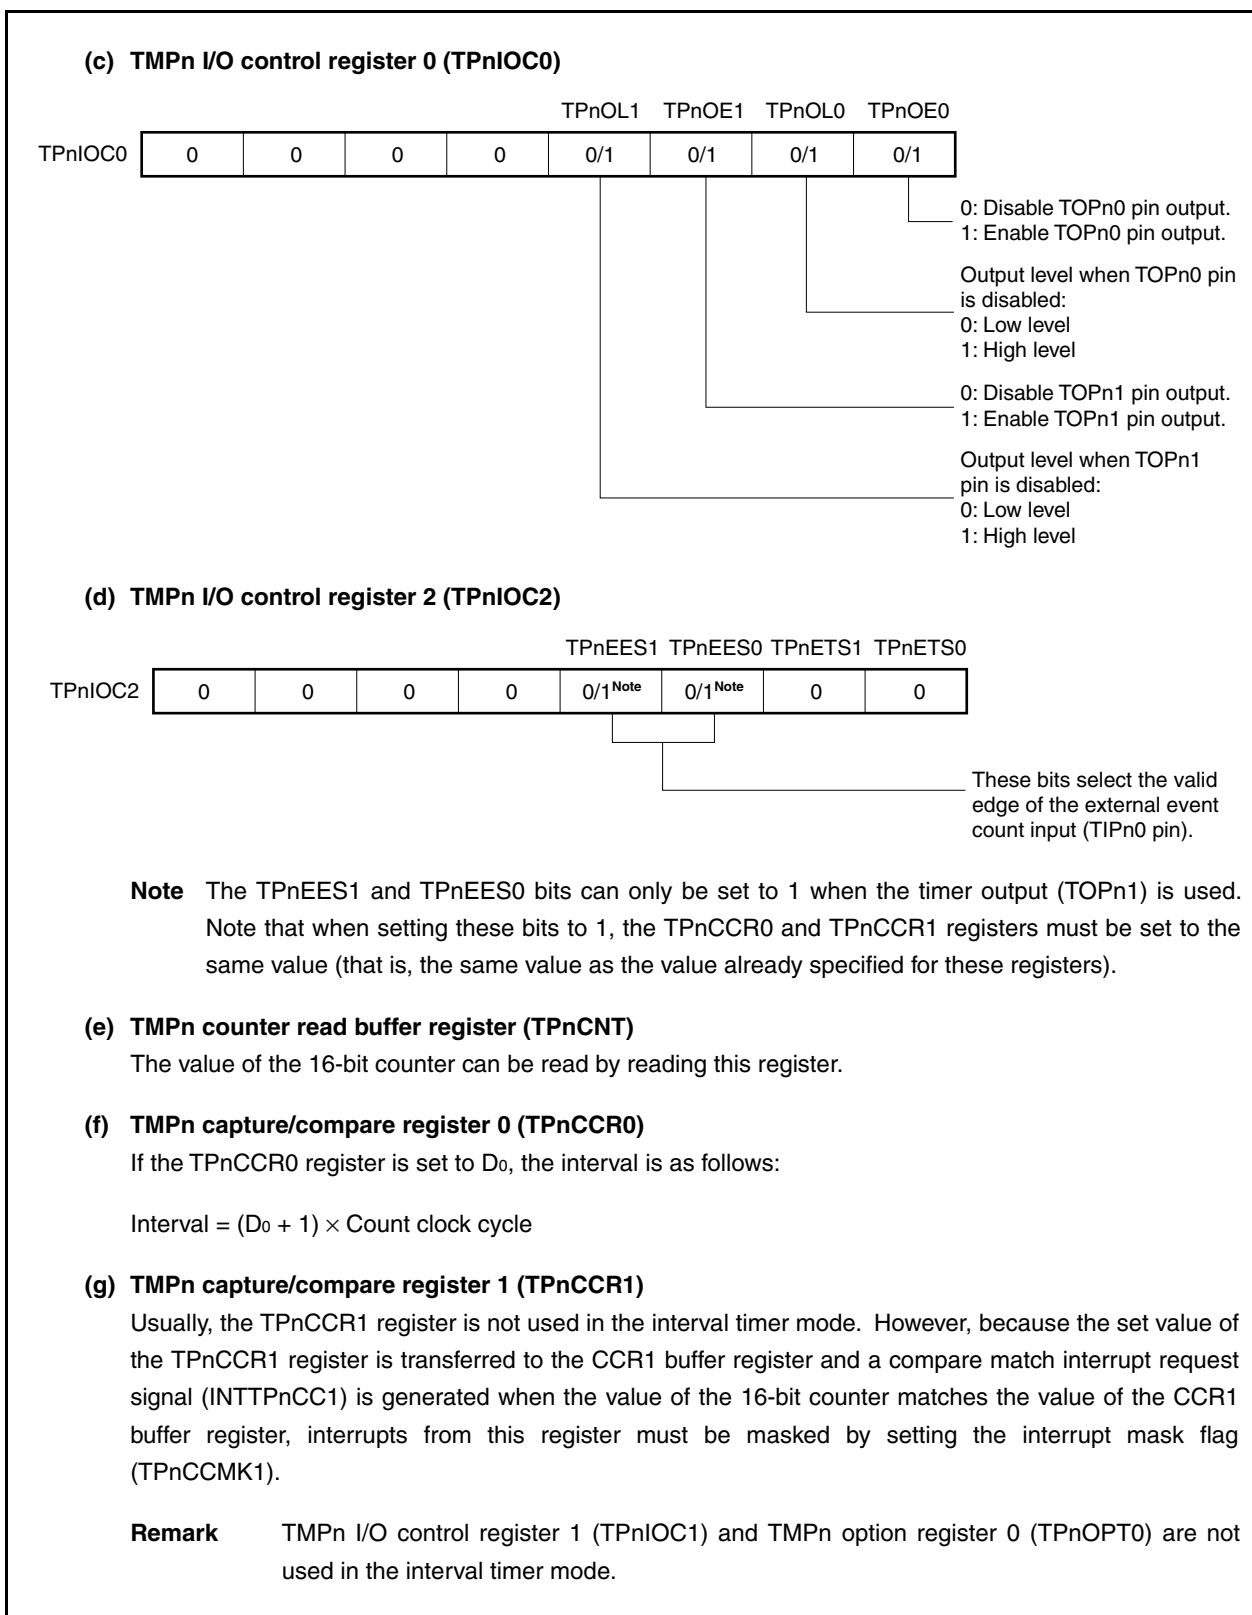 (c) TMPn I/O control register 0 (TPnIOC0)
TPnOL1 TPnOE1 TPnOL0 TPnOE0
TPnIOC0 0 0 0 0 0/1 0/1 0/1 0/1
0: Disable TOPn0 pin output.
1: Enable TOPn0 pin output.
Output level when TOPn0 pin
is disabled:
0: Low level
1: High level
0: Disable TOPn1 pin output.
1: Enable TOPn1 pin output.
Output level when TOPn1
pin is disabled:
0: Low level
1: High level
(d) TMPn I/O control register 2 (TPnIOC2)
TPnEES1 TPnEES0 TPnETS1 TPnETS0
TPnIOC2 0 0 0 0 0/1Note 0/1Note 0 0
These bits select the valid
edge of the external event
count input (TIPn0 pin).
Note The TPnEES1 and TPnEES0 bits can only be set to 1 when the timer output (TOPn1) is used.
Note that when setting these bits to 1, the TPnCCR0 and TPnCCR1 registers must be set to the
same value (that is, the same value as the value already specified for these registers).
(e) TMPn counter read buffer register (TPnCNT)
The value of the 16-bit counter can be read by reading this register.
(f) TMPn capture/compare register 0 (TPnCCR0)
If the TPnCCR0 register is set to D0, the interval is as follows:
Interval = (D0 + 1) × Count clock cycle
(g) TMPn capture/compare register 1 (TPnCCR1)
Usually, the TPnCCR1 register is not used in the interval timer mode. However, because the set value of
the TPnCCR1 register is transferred to the CCR1 buffer register and a compare match interrupt request
signal (INTTPnCC1) is generated when the value of the 16-bit counter matches the value of the CCR1
buffer register, interrupts from this register must be masked by setting the interrupt mask flag
(TPnCCMK1).
Remark TMPn I/O control register 1 (TPnIOC1) and TMPn option register 0 (TPnOPT0) are not
used in the interval timer mode.